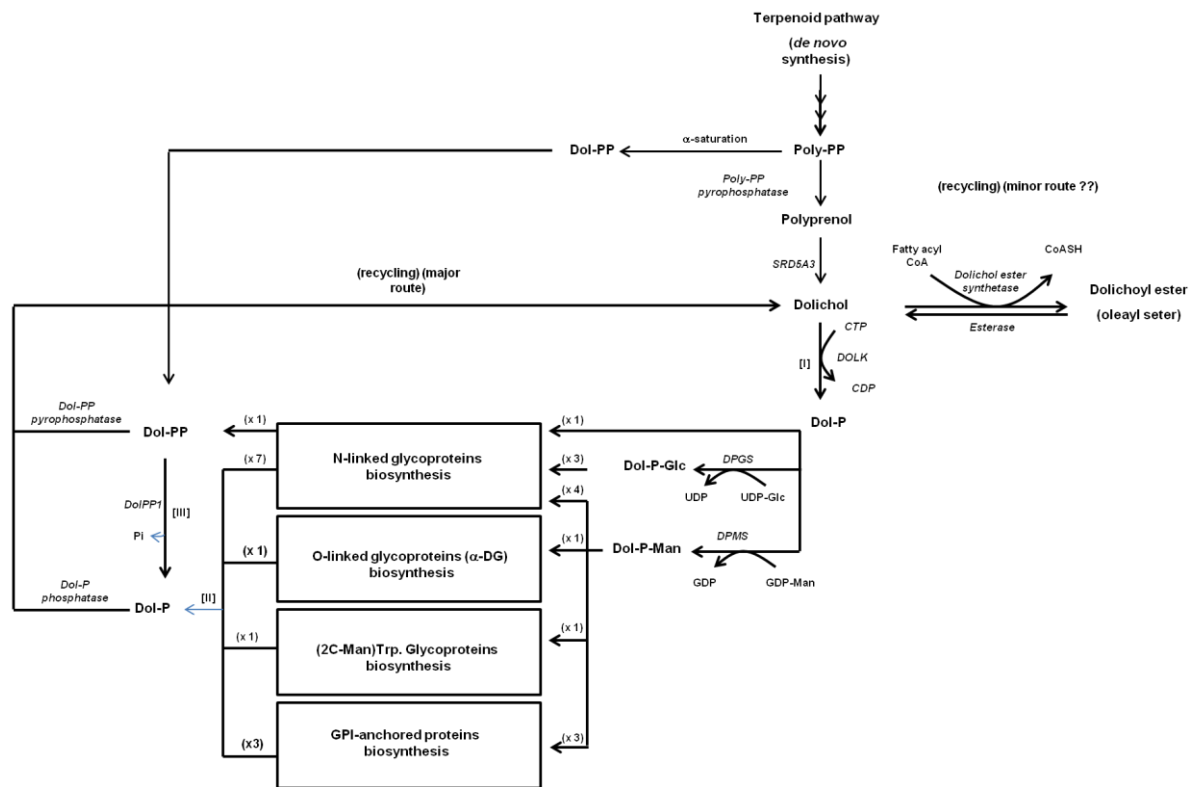 Terpenoid pathway
(de novo
synthesis)
Dol-PP
α-saturation
Poly-PP
Poly-PP
pyrophosphatase
(recycling) (minor route ??)
Polyprenol
SRD5A3
Fatty acyl
CoA
CoASH
Dolichol ester
synthetase
(recycling) (major
route)
Dolichol
Dolichoyl ester
(oleayl seter)
Esterase
CTP
[I]
DOLK
CDP
Dol-P
Dol-PP
pyrophosphatase
Dol-PP
(x 1)
(x 1)
N-linked glycoproteins
biosynthesis
(x 7)
(x 3)
Dol-P-Glc
DPGS
UDP
UDP-Glc
(x 4)
DolPP1
[III]
Pi
(x 1)
O-linked glycoproteins (α-DG)
biosynthesis
(x 1)
Dol-P-Man
DPMS
GDP
GDP-Man
Dol-P
phosphatase
Dol-P
[II]
(x 1)
(2C-Man)Trp. Glycoproteins
biosynthesis
(x 1)
(x3)
GPI-anchored proteins
biosynthesis
(x 3)